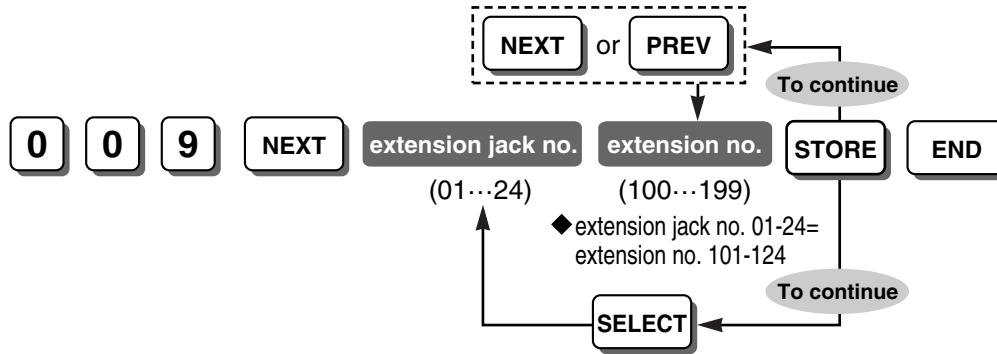 NEXT or PREV
To continue
0 0 9 NEXT extension jack no. extension no. STORE END
(01···24) (100···199)
◆ extension jack no. 01-24=
extension no. 101-124
To continue
SELECT